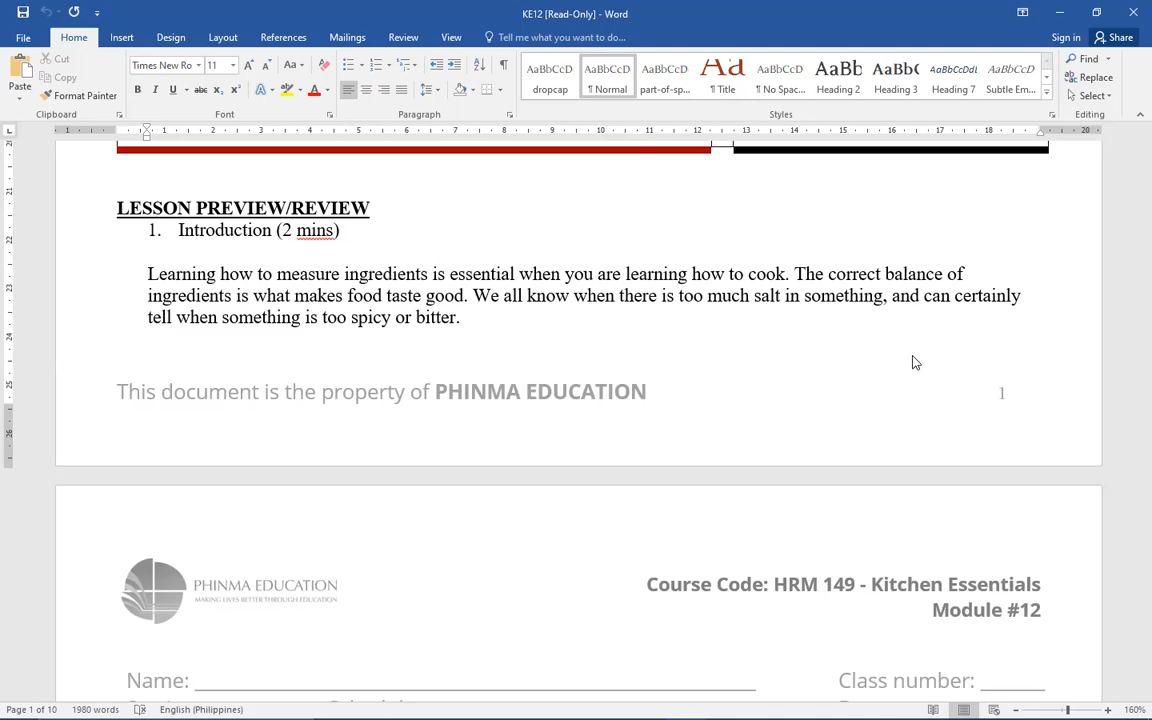 KE12 [Read-Only] - Word
File Home Insert Design Layout References Mailings Review View Tell me what you want to do... Sign in Share
Paste
Cut
Copy
Format Painter
Clipboard
Times New Ro 11
Font
Paragraph
AaBbCcD AaBbCcD AaBbCcD AaBbCcD AaBb AaBbC AaBbCcDdI AaBbCcD
dropcap ¶ Normal part-of-sp... ¶ Title ¶ No Spac... Heading 2 Heading 3 Heading 7 Subtle Em...
Styles
Find
Replace
Select
Editing
LESSON PREVIEW/REVIEW
1. Introduction (2 mins)
Learning how to measure ingredients is essential when you are learning how to cook. The correct balance of
ingredients is what makes food taste good. We all know when there is too much salt in something, and can certainly
tell when something is too spicy or bitter.
This document is the property of PHINMA EDUCATION 1
PHINMA EDUCATION
MAKING LIVES BETTER THROUGH EDUCATION
Course Code: HRM 149 - Kitchen Essentials
Module #12
Name: Class number:
Page 1 of 10 1980 words English (Philippines) 160%